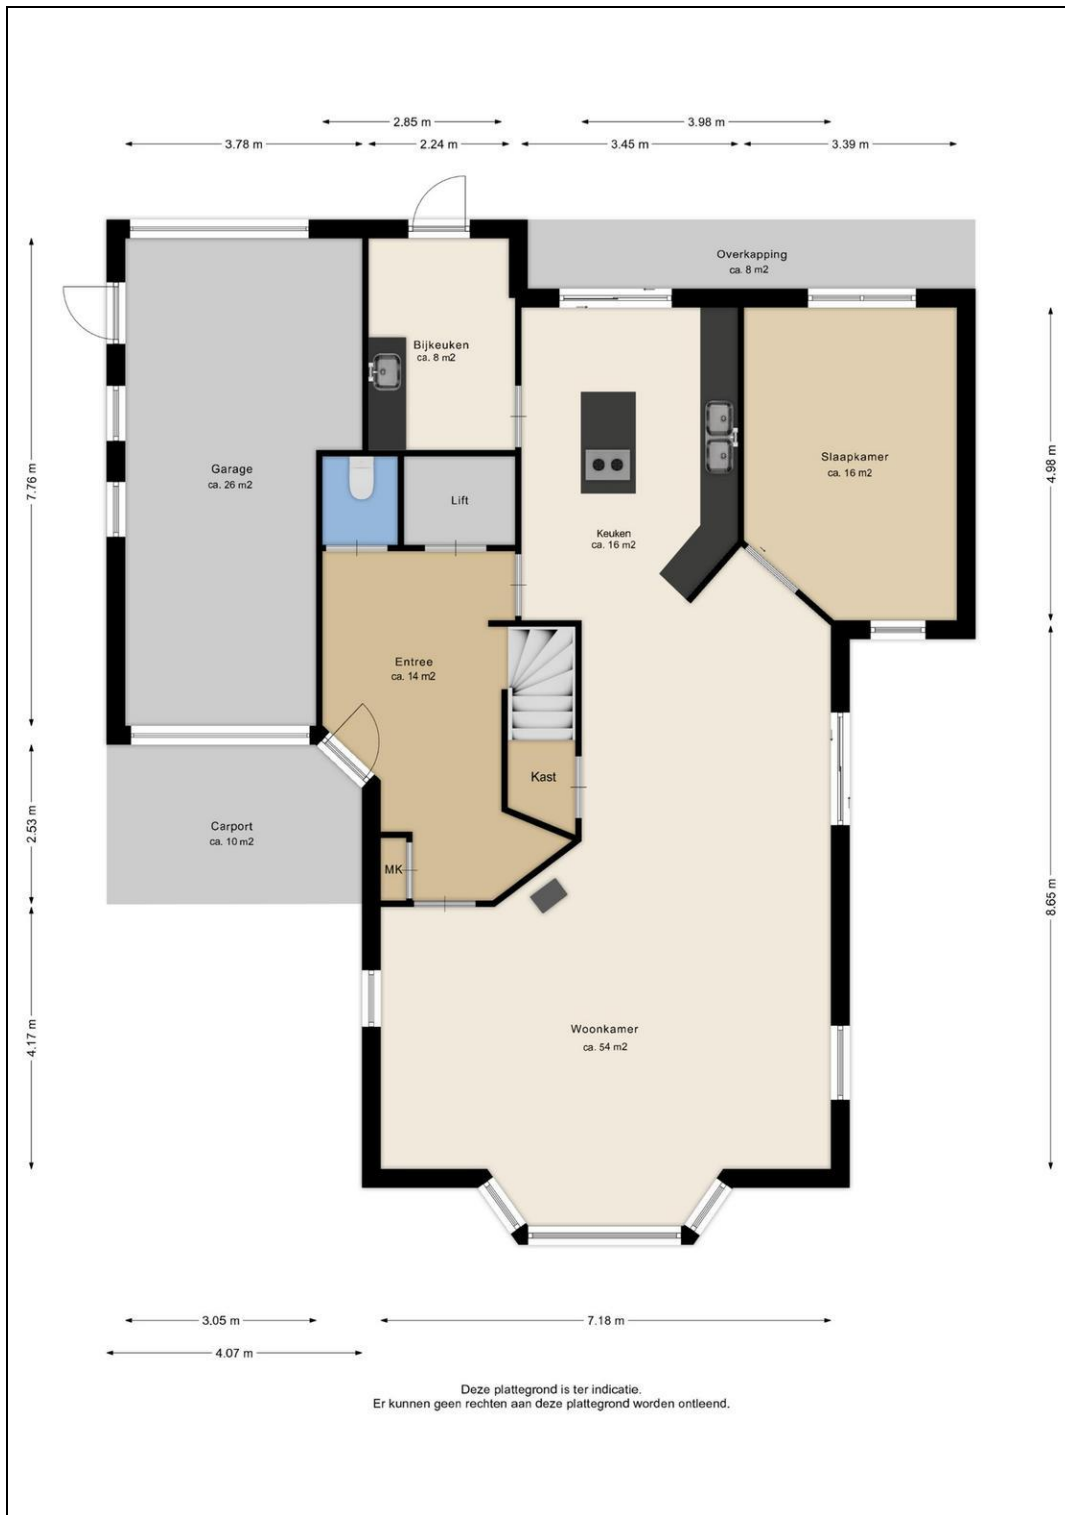 2.85 m
3.98 m
3.78 m
2.24 m
3.45 m
3.39 m
Overkapping
ca. 8 m2
Bijkeuken
ca. 8 m2
7.76 m
4.98 m
Garage
ca. 26 m2
Slaapkamer
ca. 16 m2
Lift
Keuken
ca. 16 m2
Entree
ca. 14 m2
Kast
2.53 m
Carport
ca. 10 m2
MK
8.65 m
4.17 m
Woonkamer
ca. 54 m2
3.05 m
7.18 m
4.07 m
Deze plattegrond is ter indicatie.
Er kunnen geen rechten aan deze plattegrond worden ontleend.